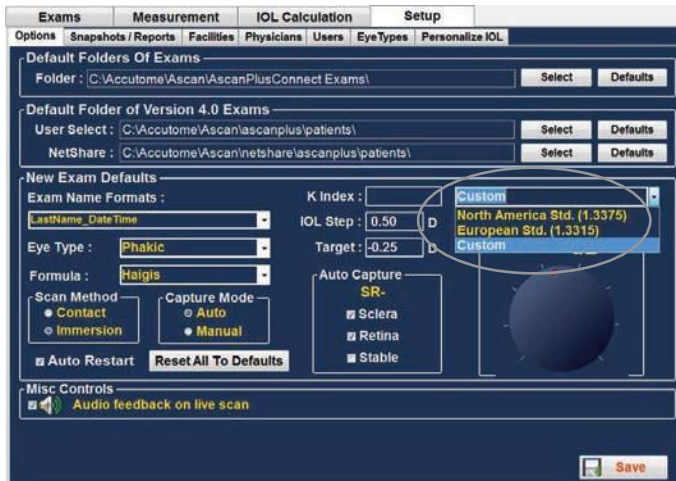 Exams Measurement IOL Calculation Setup
Options Snapshots / Reports Facilities Physicians Users Eye Types Personalize IOL
Default Folders Of Exams
Folder : C:\Accutome\Ascan\AscanPlusConnect Exams\ Select Defaults
Default Folder of Version 4.0 Exams
User Select : C:\Accutome\Ascan\ascanplus\patients\ Select Defaults
NetShare : C:\Accutome\Ascan\netshare\ascanplus\patients\ Select Defaults
New Exam Defaults
Exam Name Formats : K Index : Custom
LastName_DateTime IOL Step : 0.50 D North America Std. (1.3375)
European Std. (1.3315)
Eye Type : Phakic Target : -0.25 D Custom
Formula : Haigis Auto Capture
Scan Method Capture Mode SR-
Contact Auto Sclera
Immersion Manual Retina
Auto Restart Reset All To Defaults Stable
Misc Controls
Audio feedback on live scan
Save